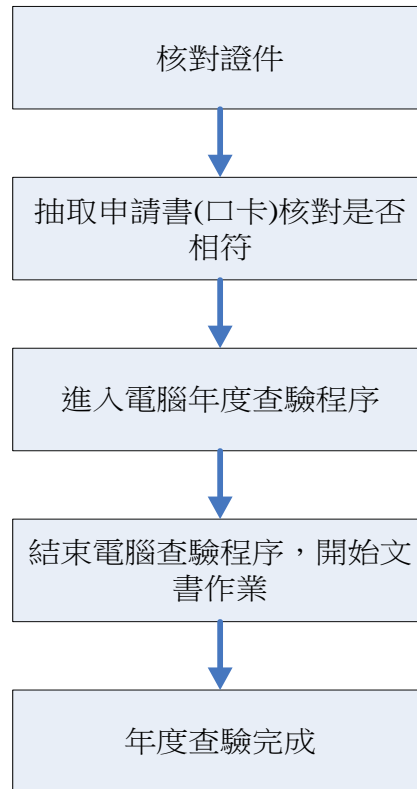 核對證件
抽取申請書(口卡)核對是否
相符
進入電腦年度查驗程序
結束電腦查驗程序，開始文
書作業
年度查驗完成